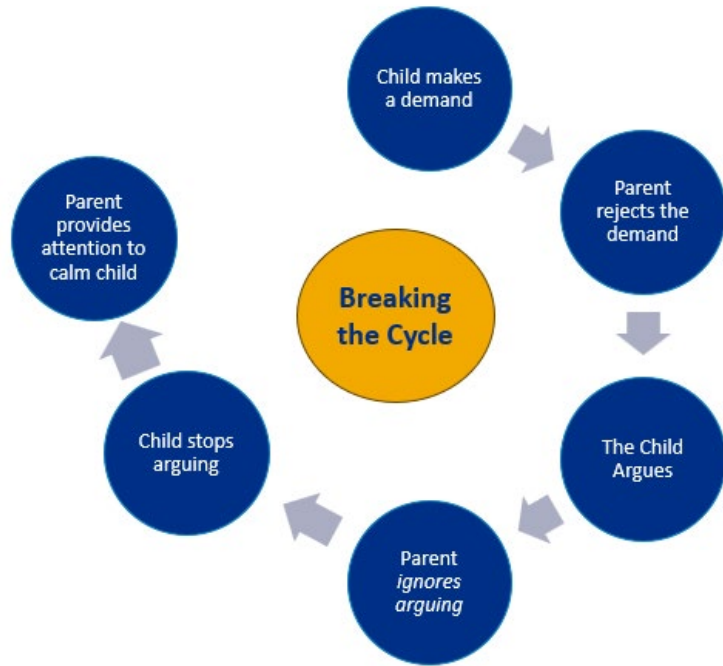 Child makes
a demand
Parent
rejects the
demand
The Child
Argues
Parent
ignores
arguing
Child stops
arguing
Parent
provides
attention to
calm child
Breaking
the Cycle